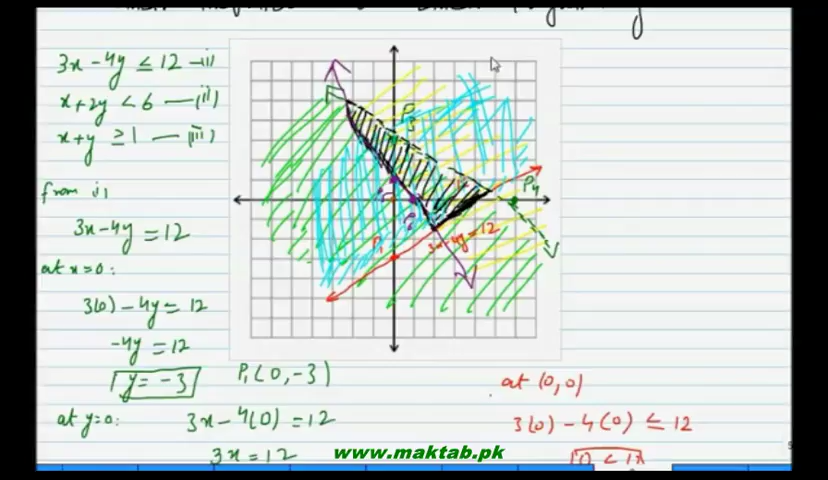 3x - 4y ≤ 12 —(i)
x + 2y < 6 —(ii)
x + y ≥ 1 —(iii)
from i)
3x - 4y = 12
at x=0:
3(0) - 4y = 12
-4y = 12
y = -3
P₁(0, -3)
at y=0:
3x - 4(0) = 12
3x = 12
P₃
P₄
P₁
3x-4y=12
at (0, 0)
3(0) - 4(0) ≤ 12
0 < 12
www.maktab.pk